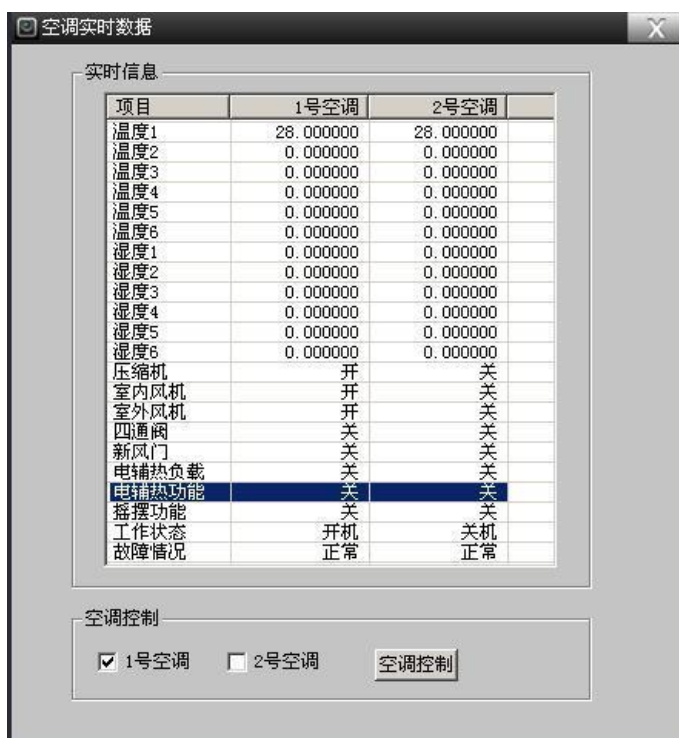 空调实时数据
实时信息
项目 1号空调 2号空调
温度1 28.000000 28.000000
温度2 0.000000 0.000000
温度3 0.000000 0.000000
温度4 0.000000 0.000000
温度5 0.000000 0.000000
温度6 0.000000 0.000000
湿度1 0.000000 0.000000
湿度2 0.000000 0.000000
湿度3 0.000000 0.000000
湿度4 0.000000 0.000000
湿度5 0.000000 0.000000
湿度6 0.000000 0.000000
压缩机 开 关
室内风机 开 关
室外风机 开 关
四通阀 关 关
新风门 关 关
电辅热负载 关 关
电辅热功能 关 关
摇摆功能 关 关
工作状态 开机 关机
故障情况 正常 正常
空调控制
1号空调 2号空调 空调控制